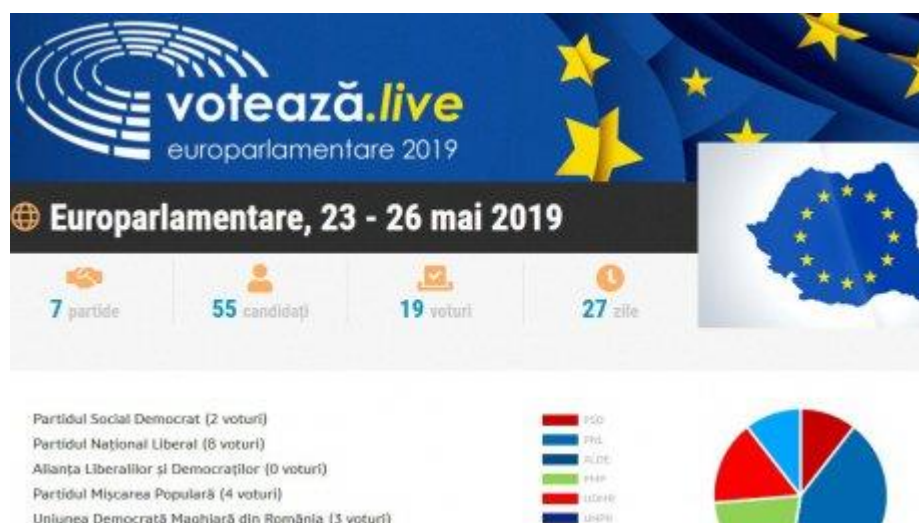 votează.live
europarlamentare 2019
Europarlamentare, 23 - 26 mai 2019
7 partide
55 candidați
19 voturi
27 zile
Partidul Social Democrat (2 voturi)
Partidul Național Liberal (8 voturi)
Alianța Liberalilor și Democraților (0 voturi)
Partidul Mișcarea Populară (4 voturi)
Uniunea Democrată Maghiară din România (3 voturi)
PSD
PNL
ALDE
PMP
UDMR
UNPR